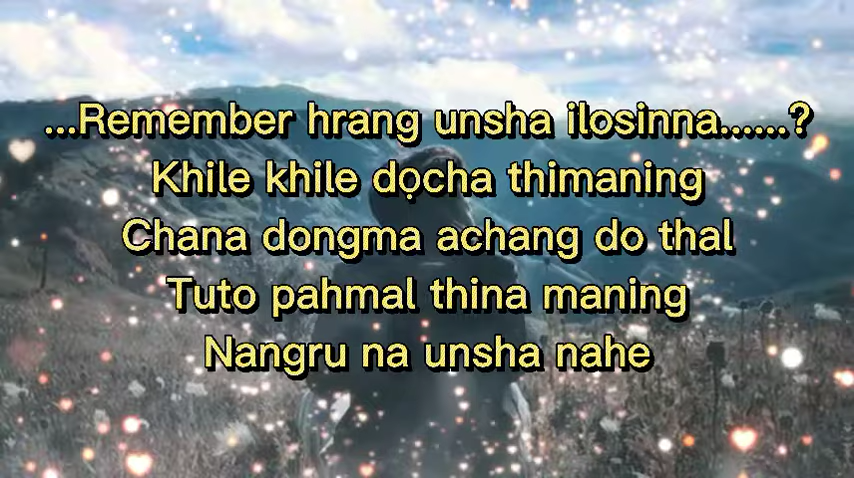 ...Remember hrang unsha ilosinna......?
Khile khile dọcha thimaning
Chana dongma achang do thal
Tuto pahmal thina maning
Nangru na unsha nahe